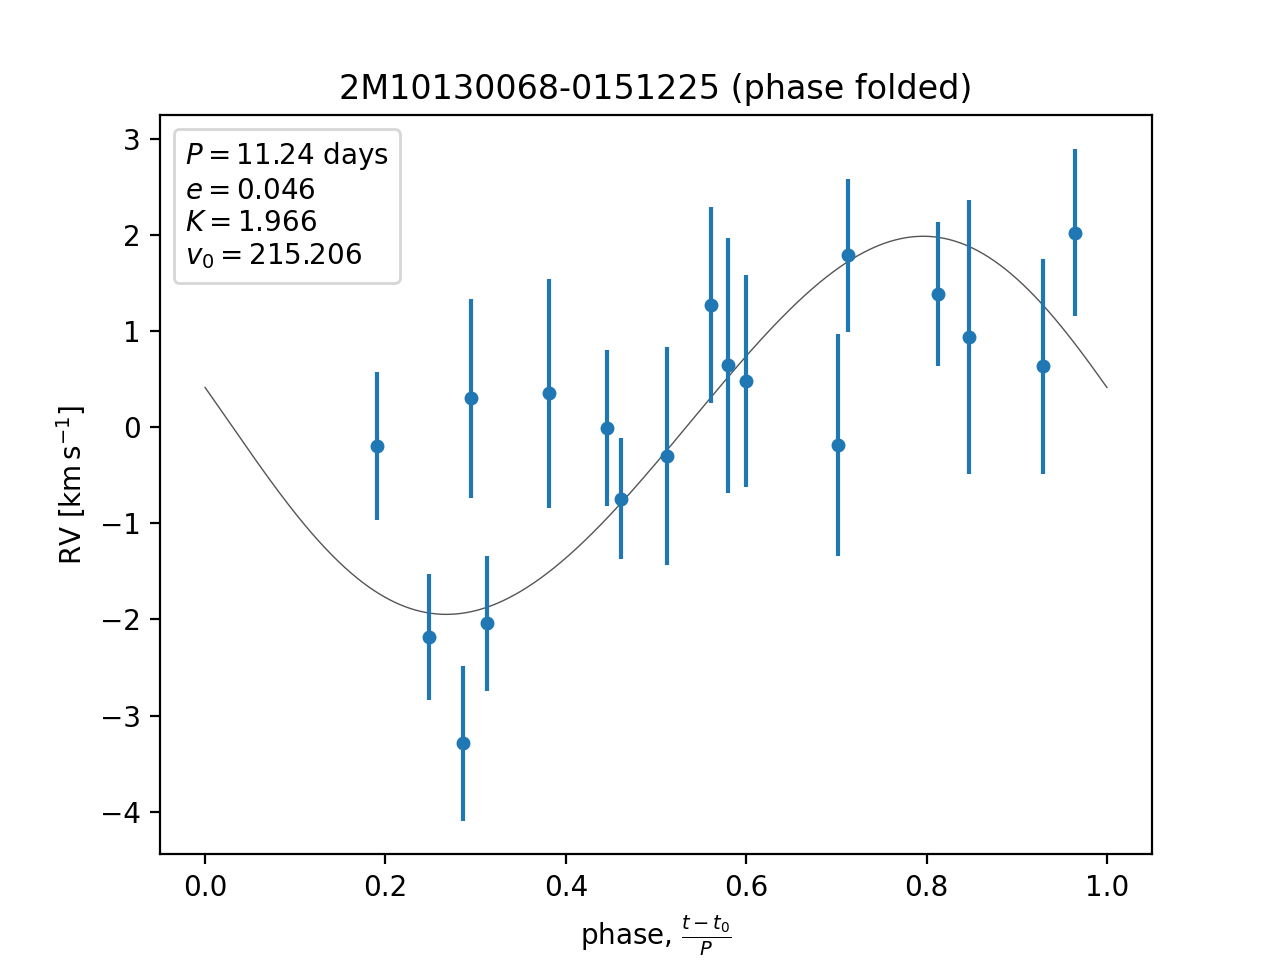 2M10130068-0151225 (phase folded)
P = 11.24 days
e = 0.046
K = 1.966
v₀ = 215.206
3
2
1
0
−1
−2
−3
−4
RV [km s⁻¹]
0.0 0.2 0.4 0.6 0.8 1.0
phase, (t − t₀)/P